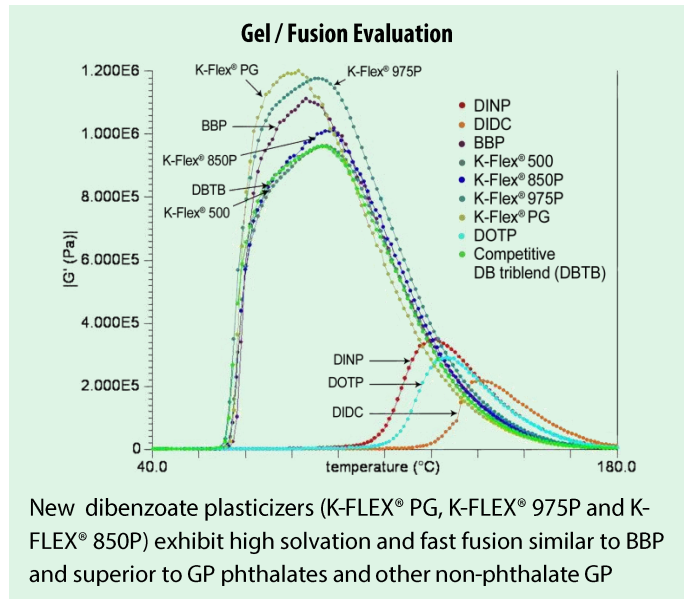 Gel / Fusion Evaluation
1.200E6
1.000E6
8.000E5
6.000E5
4.000E5
2.000E5
0
|G' (Pa)|
K-Flex® PG
K-Flex® 975P
BBP
K-Flex® 850P
DBTB
K-Flex® 500
DINP
DOTP
DIDC
DINP
DIDC
BBP
K-Flex® 500
K-Flex® 850P
K-Flex® 975P
K-Flex® PG
DOTP
Competitive
DB triblend (DBTB)
40.0
temperature (°C)
180.0
New dibenzoate plasticizers (K-FLEX® PG, K-FLEX® 975P and K-
FLEX® 850P) exhibit high solvation and fast fusion similar to BBP
and superior to GP phthalates and other non-phthalate GP